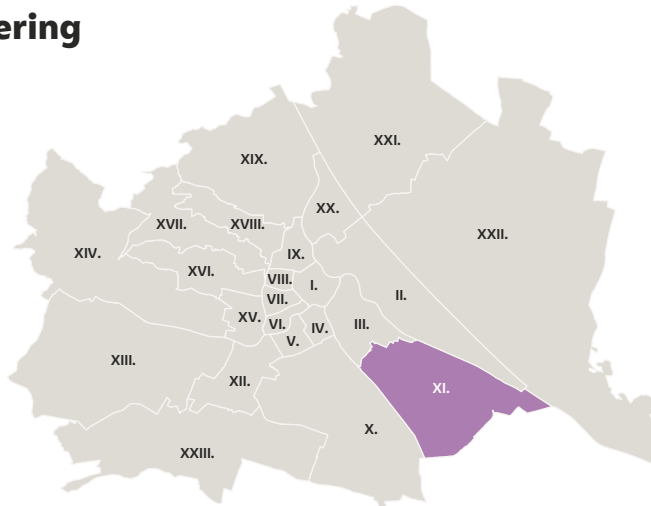 ering
XXI.
XIX.
XX.
XVII.
XVIII.
XXII.
XIV.
IX.
XVI.
VIII.
I.
II.
VII.
XV.
VI.
IV.
III.
V.
XIII.
XII.
XI.
X.
XXIII.